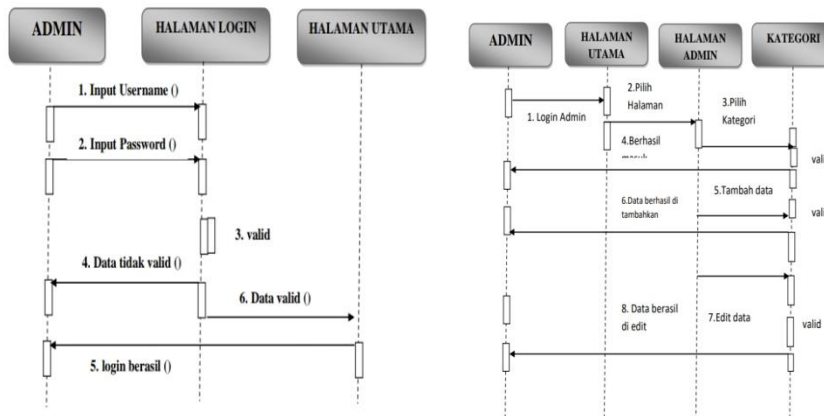 ADMIN
HALAMAN LOGIN
HALAMAN UTAMA
1. Input Username ()
2. Input Password ()
3. valid
4. Data tidak valid ()
6. Data valid ()
5. login berasil ()
ADMIN
HALAMAN
UTAMA
HALAMAN
ADMIN
KATEGORI
1. Login Admin
2.Pilih
Halaman
3.Pilih
Kategori
4.Berhasil
vali
5.Tambah data
6.Data berhasil di
tambahkan
vali
8. Data berasil
di edit
7.Edit data
valid